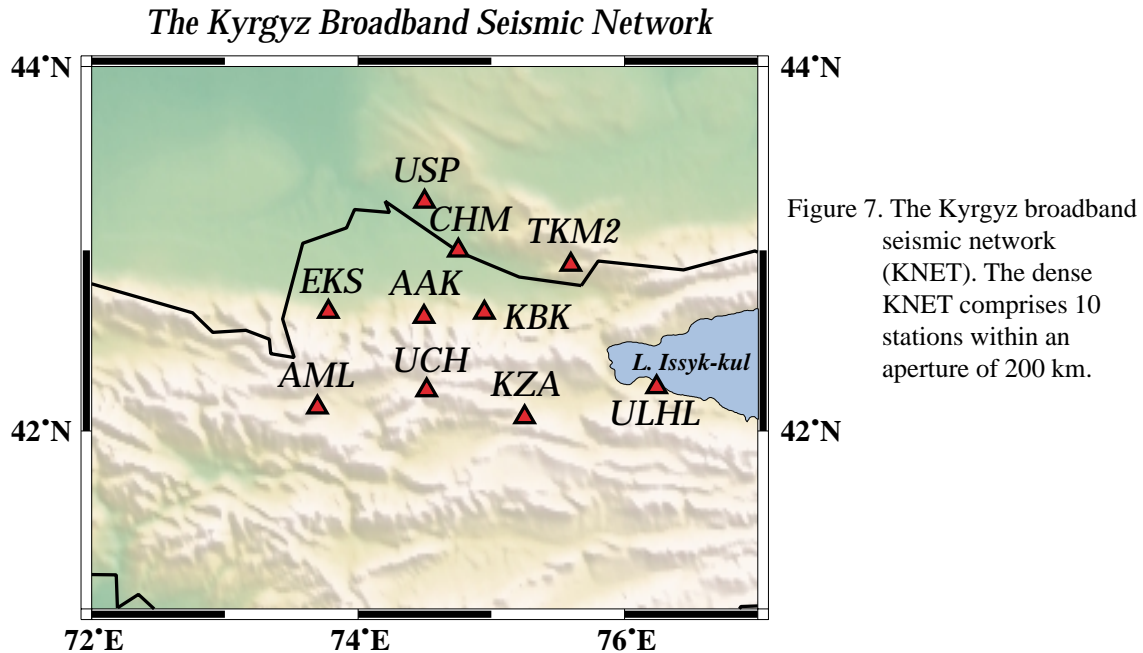 The Kyrgyz Broadband Seismic Network
44˚N
44˚N
USP
CHM
TKM2
EKS
AAK
KBK
L. Issyk-kul
AML
UCH
KZA
ULHL
42˚N
42˚N
72˚E
74˚E
76˚E
Figure 7. The Kyrgyz broadband
seismic network
(KNET). The dense
KNET comprises 10
stations within an
aperture of 200 km.